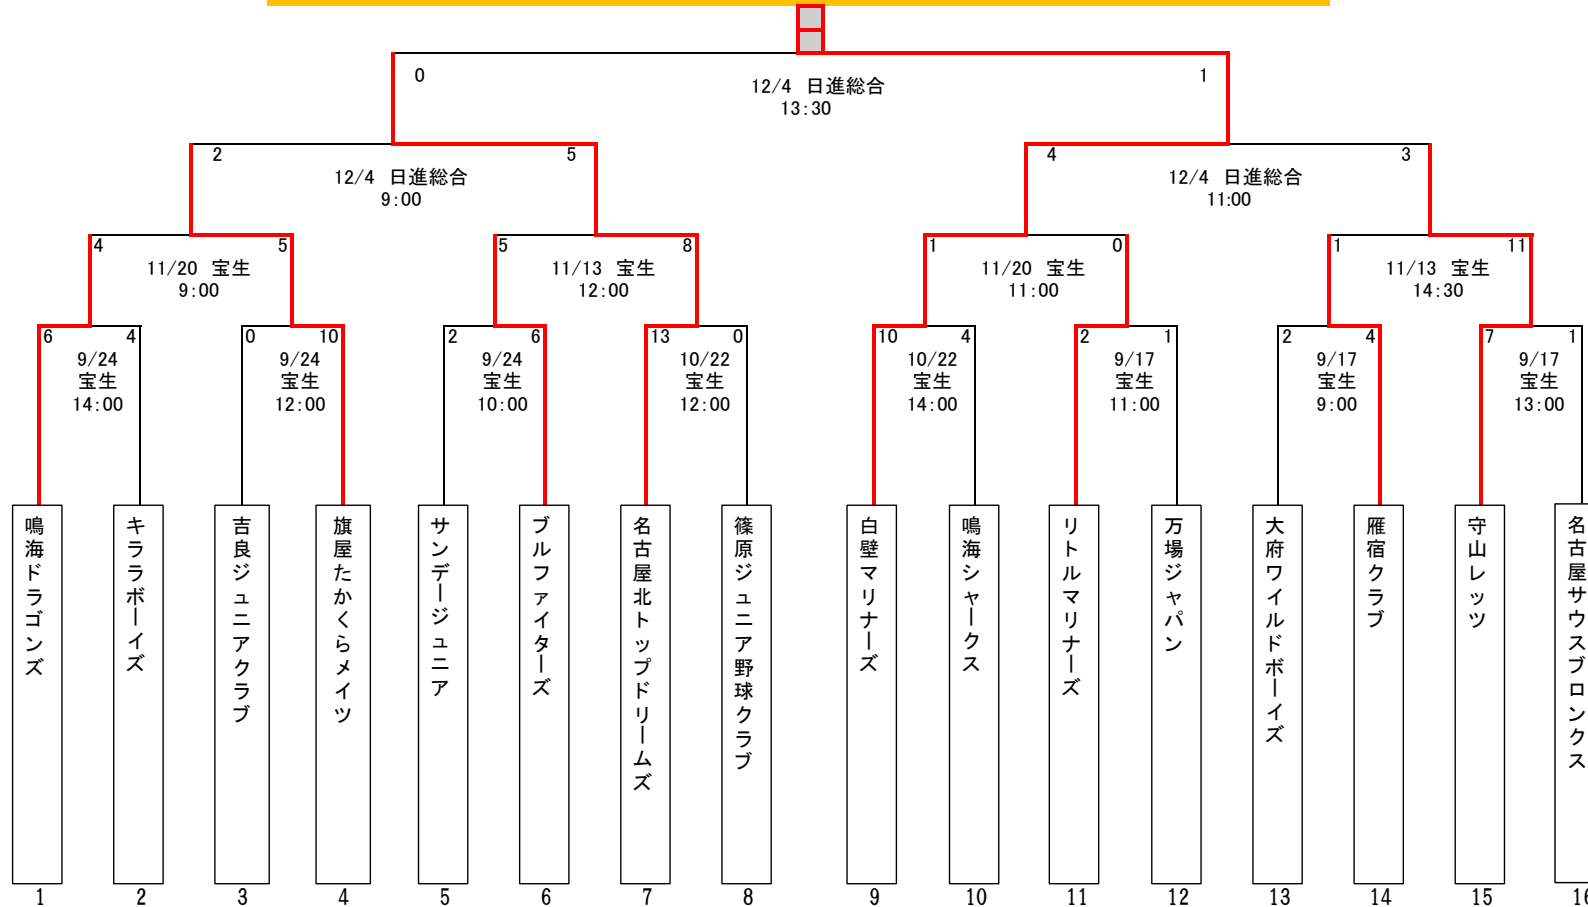 0
1
12/4 日進総合
13:30
2
5
4
3
12/4 日進総合
9:00
12/4 日進総合
11:00
4
5
5
8
1
0
1
11
11/20 宝生
9:00
11/13 宝生
12:00
11/20 宝生
11:00
11/13 宝生
14:30
6
4
0
10
2
6
13
0
10
4
2
1
2
4
7
1
9/24
宝生
14:00
9/24
宝生
12:00
9/24
宝生
10:00
10/22
宝生
12:00
10/22
宝生
14:00
9/17
宝生
11:00
9/17
宝生
9:00
9/17
宝生
13:00
鳴海ドラゴンズ
キララボーイズ
吉良ジュニアクラブ
旗屋たかくらメイツ
サンデージュニア
ブルファイターズ
名古屋北トップドリームズ
篠原ジュニア野球クラブ
白壁マリナーズ
鳴海シャークス
リトルマリナーズ
万場ジャパン
大府ワイルドボーイズ
雁宿クラブ
守山レッツ
名古屋サウスブロンクス
1
2
3
4
5
6
7
8
9
10
11
12
13
14
15
16